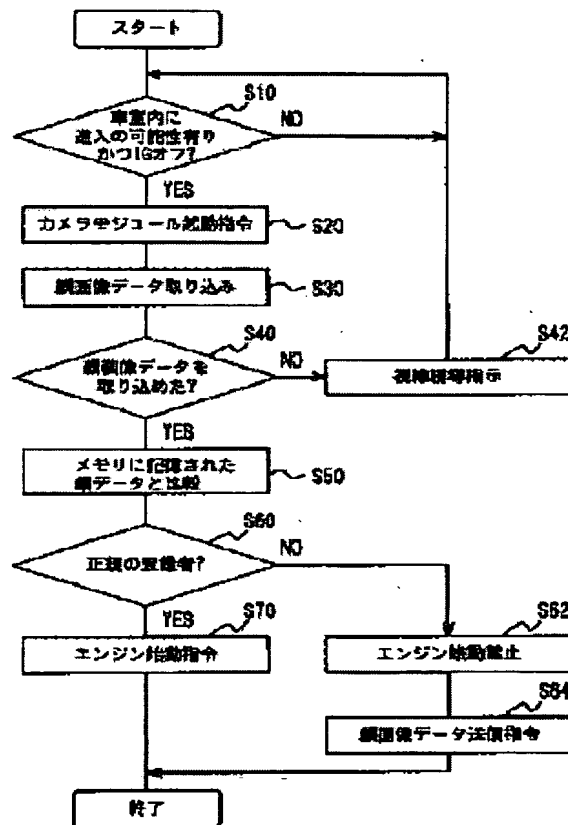 スタート
S10
車室内に
進入の可能性有り
かつIGオフ?
NO
YES
カメラモジュール起動指令
S20
顔画像データ取り込み
S30
S40
顔画像データを
取り込めた?
NO
S42
視線誘導指示
YES
メモリに記憶された
顔データと比較
S50
S60
正規の登録者?
NO
YES
S70
エンジン始動指令
S62
エンジン始動禁止
S64
顔画像データ送信指令
終了